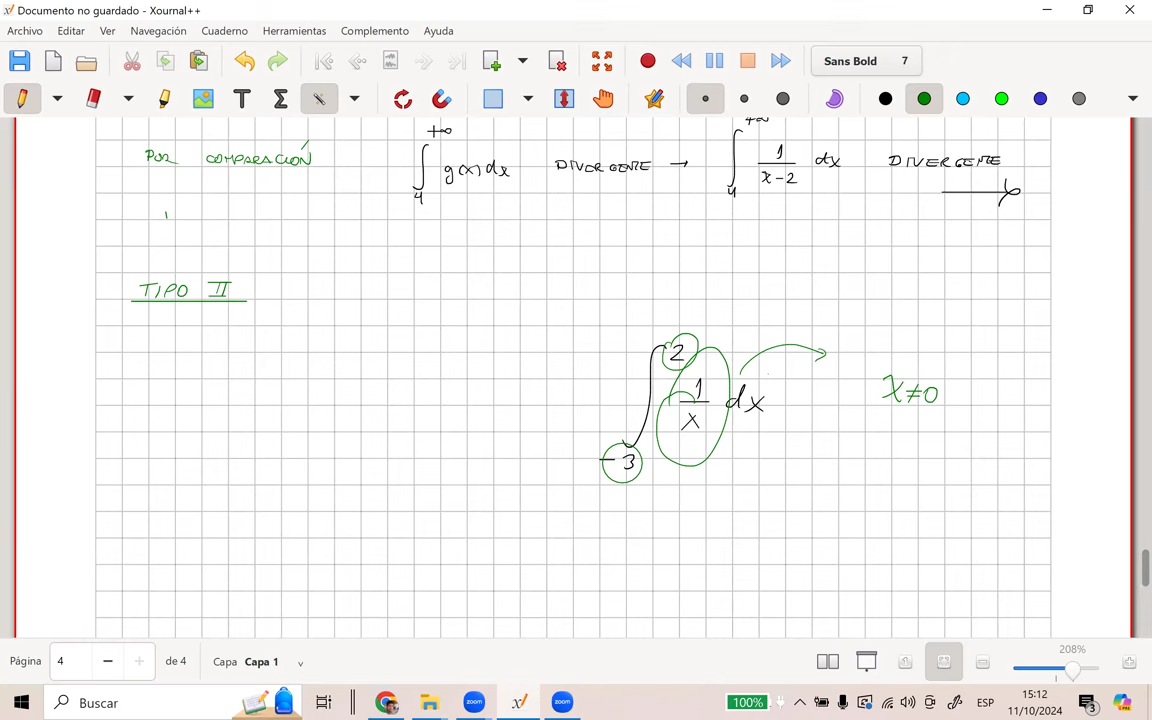 Documento no guardado - Xournal++
Archivo Editar Ver Navegación Cuaderno Herramientas Complemento Ayuda
Sans Bold 7
POR COMPARACIÓN ∫₄^{+∞} g(x) dx DIVERGENTE → ∫₄^{+∞} 1/(x-2) dx DIVERGENTE
TIPO II
∫₋₃^{2} 1/x dx x≠0
Página 4 de 4 Capa Capa 1 208%
Buscar 100% ESP 15:12
11/10/2024 3